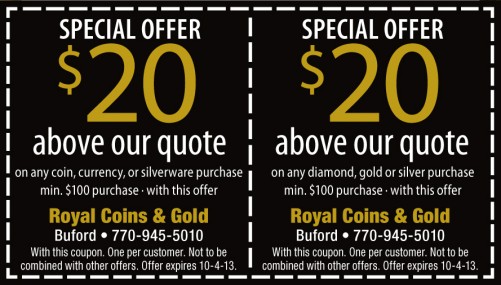 SPECIAL OFFER
$20
above our quote
on any coin, currency, or silverware purchase
min. $100 purchase · with this offer
Royal Coins & Gold
Buford • 770-945-5010
With this coupon. One per customer. Not to be
combined with other offers. Offer expires 10-4-13.
SPECIAL OFFER
$20
above our quote
on any diamond, gold or silver purchase
min. $100 purchase · with this offer
Royal Coins & Gold
Buford • 770-945-5010
With this coupon. One per customer. Not to be
combined with other offers. Offer expires 10-4-13.